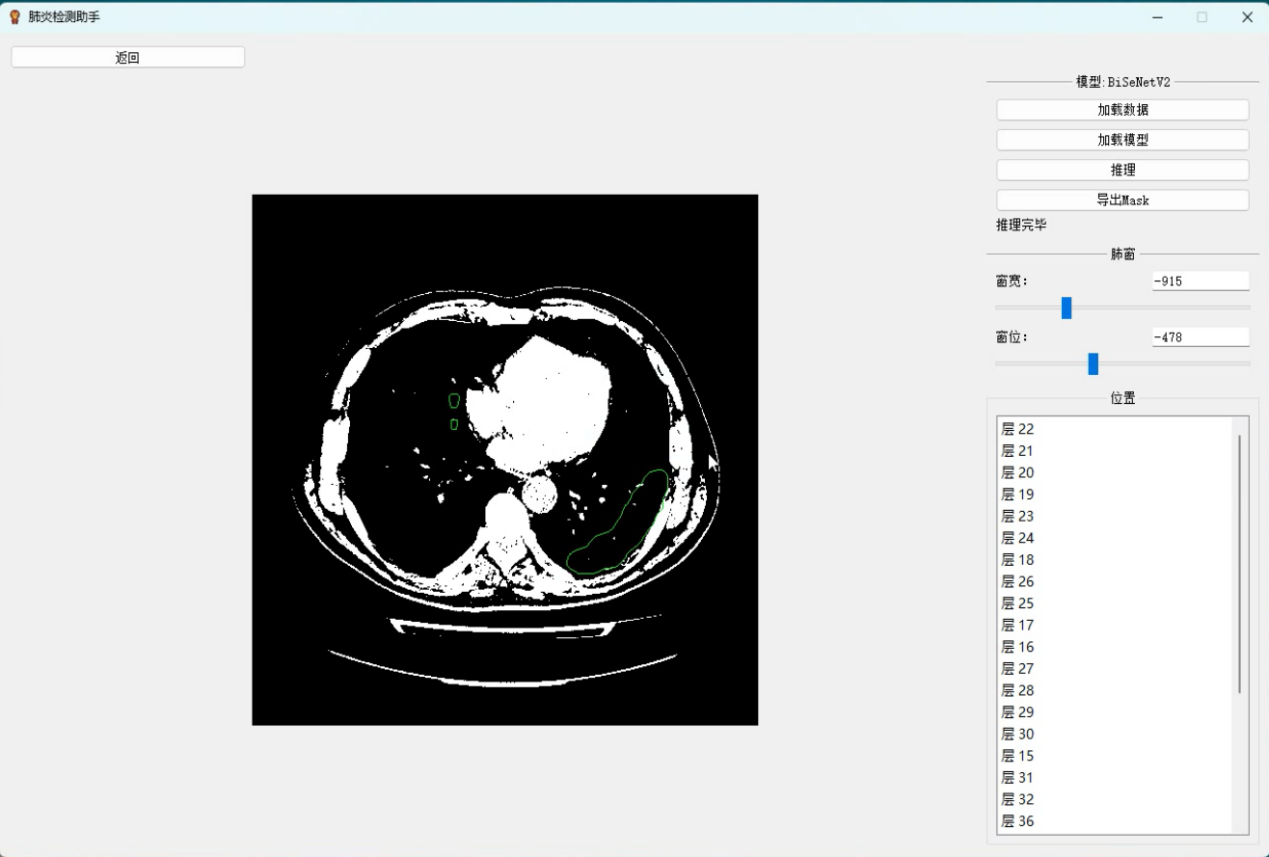 肺炎检测助手
返回
模型:BiSeNetV2
加载数据
加载模型
推理
导出Mask
推理完毕
肺窗
窗宽:
-915
窗位:
-478
位置
层 22
层 21
层 20
层 19
层 23
层 24
层 18
层 26
层 25
层 17
层 16
层 27
层 28
层 29
层 30
层 15
层 31
层 32
层 36